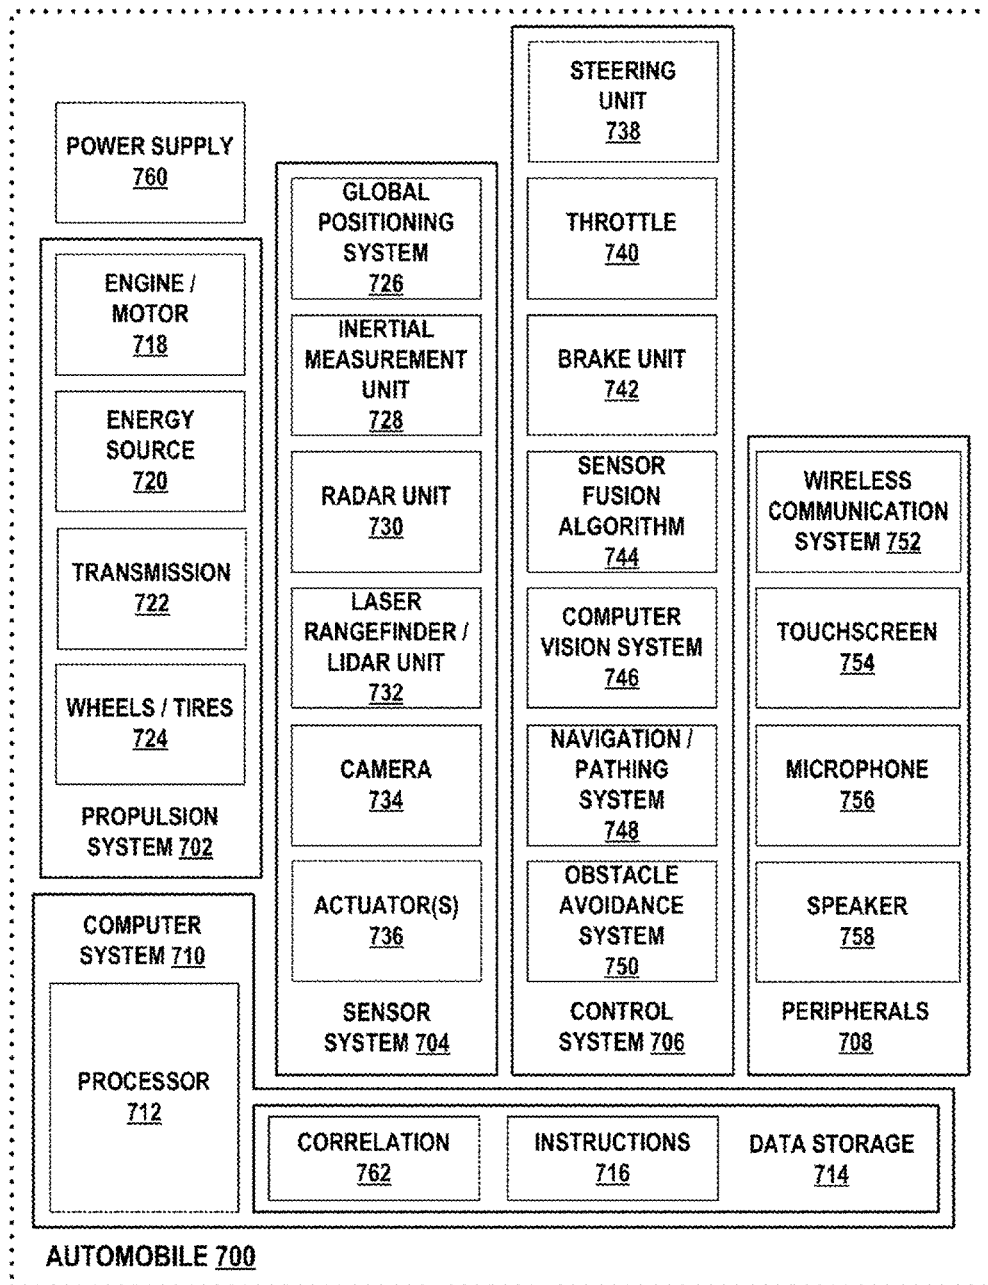 POWER SUPPLY
760
ENGINE /
MOTOR
718
ENERGY
SOURCE
720
TRANSMISSION
722
WHEELS / TIRES
724
PROPULSION
SYSTEM 702
GLOBAL
POSITIONING
SYSTEM
726
INERTIAL
MEASUREMENT
UNIT
728
RADAR UNIT
730
LASER
RANGEFINDER /
LIDAR UNIT
732
CAMERA
734
ACTUATOR(S)
736
SENSOR
SYSTEM 704
STEERING
UNIT
738
THROTTLE
740
BRAKE UNIT
742
SENSOR
FUSION
ALGORITHM
744
COMPUTER
VISION SYSTEM
746
NAVIGATION /
PATHING
SYSTEM
748
OBSTACLE
AVOIDANCE
SYSTEM
750
CONTROL
SYSTEM 706
WIRELESS
COMMUNICATION
SYSTEM 752
TOUCHSCREEN
754
MICROPHONE
756
SPEAKER
758
PERIPHERALS
708
COMPUTER
SYSTEM 710
PROCESSOR
712
CORRELATION
762
INSTRUCTIONS
716
DATA STORAGE
714
AUTOMOBILE 700